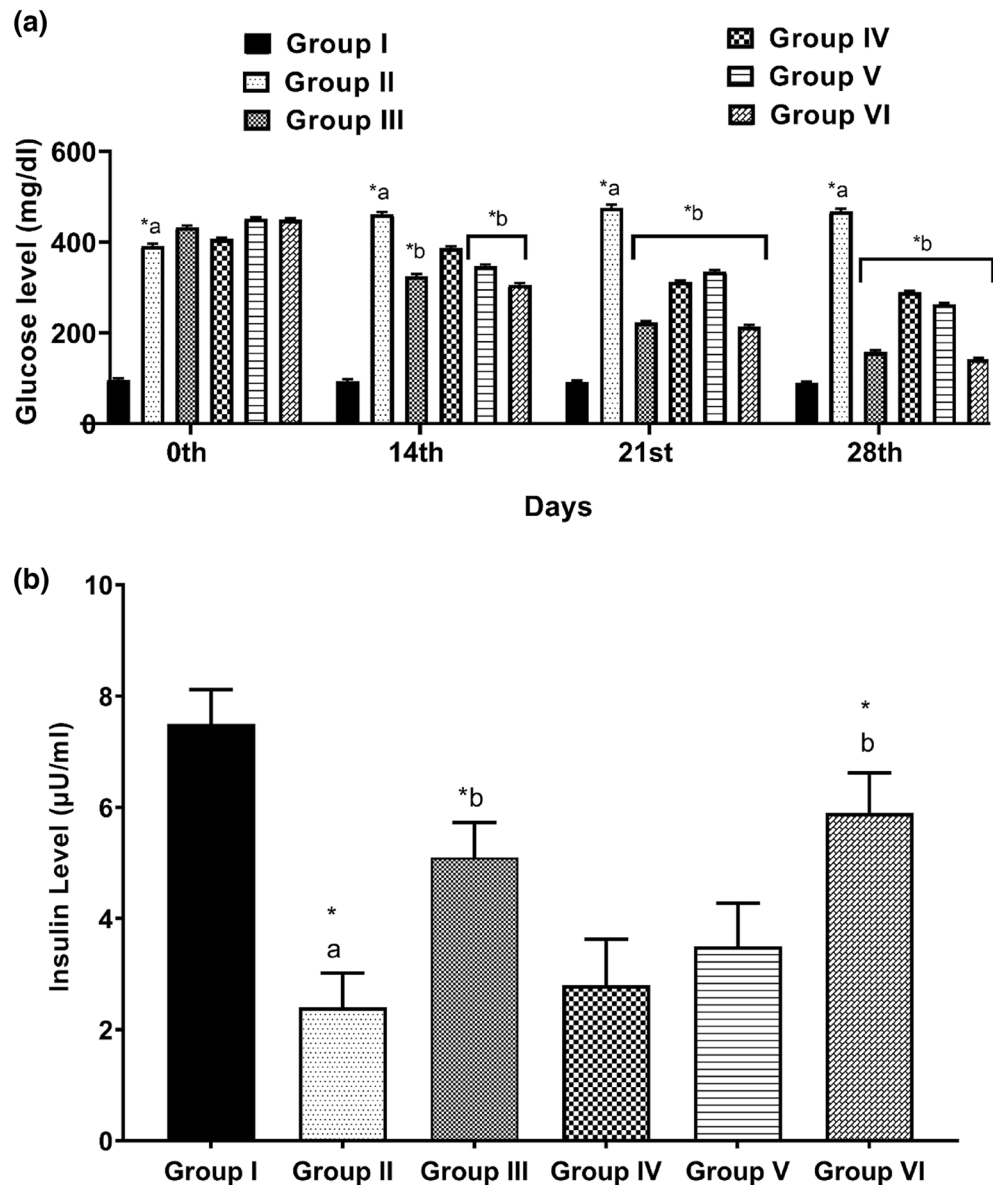 (a)
Group I
Group II
Group III
Group IV
Group V
Group VI
Glucose level (mg/dl)
600
400
200
0
*a
*a
*b
*b
*a
*b
*a
*b
0th 14th 21st 28th
Days
(b)
Insulin Level (µU/ml)
10
8
6
4
2
0
*
a
*b
*
b
Group I Group II Group III Group IV Group V Group VI